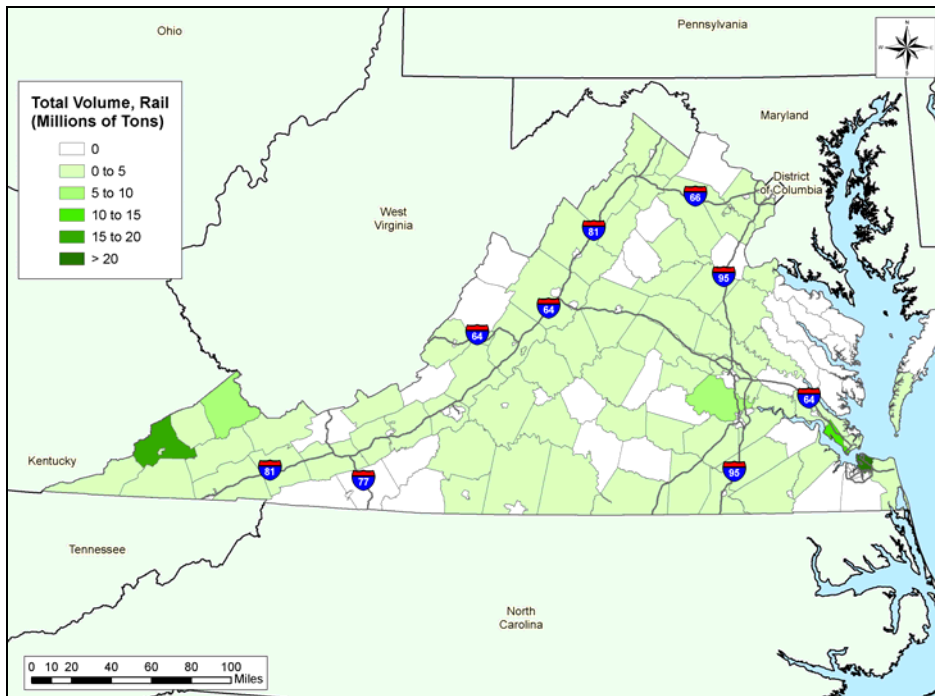 Ohio
Pennsylvania
N
W
E
S
Total Volume, Rail
(Millions of Tons)
0
0 to 5
5 to 10
10 to 15
15 to 20
> 20
Maryland
District
of Columbia
66
West
Virginia
81
95
64
64
64
Kentucky
81
77
95
Tennessee
North
Carolina
0 10 20 40 60 80 100
Miles